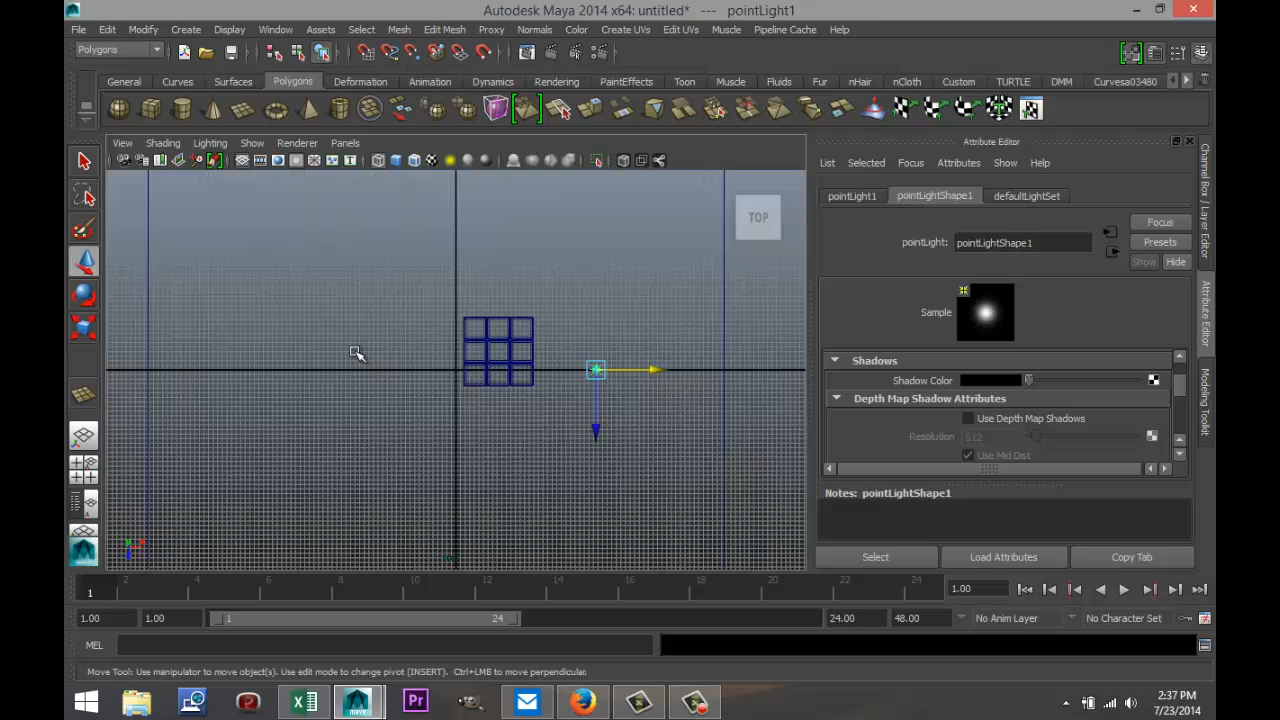 Autodesk Maya 2014 x64: untitled* --- pointLight1
File Edit Modify Create Display Window Assets Select Mesh Edit Mesh Proxy Normals Color Create UVs Edit UVs Muscle Pipeline Cache Help
Polygons
General Curves Surfaces Polygons Deformation Animation Dynamics Rendering PaintEffects Toon Muscle Fluids Fur nHair nCloth Custom TURTLE DMM Curvesa03480
View Shading Lighting Show Renderer Panels
TOP
Attribute Editor
List Selected Focus Attributes Show Help
pointLight1 pointLightShape1 defaultLightSet
pointLight: pointLightShape1
Focus
Presets
Show Hide
Sample
Shadows
Shadow Color
Depth Map Shadow Attributes
Use Depth Map Shadows
Resolution 512
Use Mid Dist
Notes: pointLightShape1
Select Load Attributes Copy Tab
Channel Box / Layer Editor
Attribute Editor
Modeling Toolkit
1 2 4 6 8 10 12 14 16 18 20 22 24 1.00
1.00 1.00 1 24 24.00 48.00 No Anim Layer No Character Set
MEL
Move Tool: Use manipulator to move object(s). Use edit mode to change pivot (INSERT). Ctrl+LMB to move perpendicular.
Pr
2:37 PM
7/23/2014